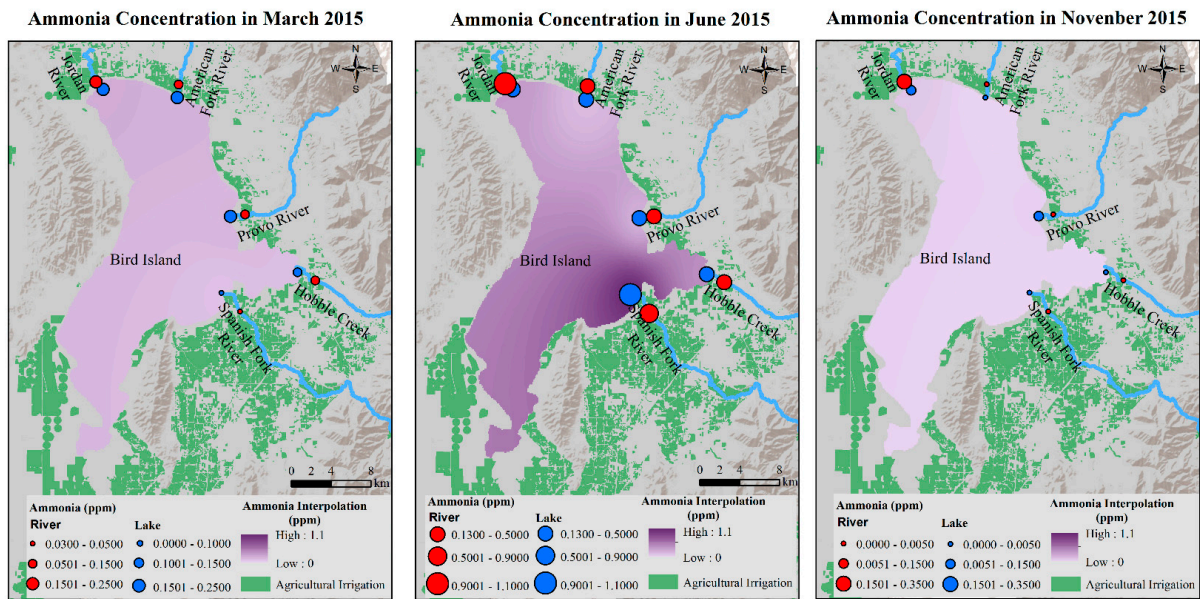 Ammonia Concentration in March 2015
Jordan
River
American
Fork River
N
W E
S
Provo River
Bird Island
Hobble Creek
Spanish Fork
River
0 4 8
km
Ammonia (ppm)
River
0.0300 - 0.0500
0.0501 - 0.1500
0.1501 - 0.2500
Lake
0.0000 - 0.1000
0.1001 - 0.1500
0.1501 - 0.2500
Ammonia Interpolation
(ppm)
High : 1.1
Low : 0
Agricultural Irrigation
Ammonia Concentration in June 2015
Jordan
River
American
Fork River
N
W E
S
Provo River
Bird Island
Hobble Creek
Spanish Fork
River
0 4 8
km
Ammonia (ppm)
River
0.1300 - 0.5000
0.5001 - 0.9000
0.9001 - 1.1000
Lake
0.1300 - 0.5000
0.5001 - 0.9000
0.9001 - 1.1000
Ammonia Interpolation
(ppm)
High : 1.1
Low : 0
Agricultural Irrigation
Ammonia Concentration in Novenber 2015
Jordan
River
American
Fork River
N
W E
S
Provo River
Bird Island
Hobble Creek
Spanish Fork
River
0 4 8
km
Ammonia (ppm)
River
0.0000 - 0.0050
0.0051 - 0.1500
0.1501 - 0.3500
Lake
0.0000 - 0.0050
0.0051 - 0.1500
0.1501 - 0.3500
Ammonia Interpolation
(ppm)
High : 1.1
Low : 0
Agricultural Irrigation